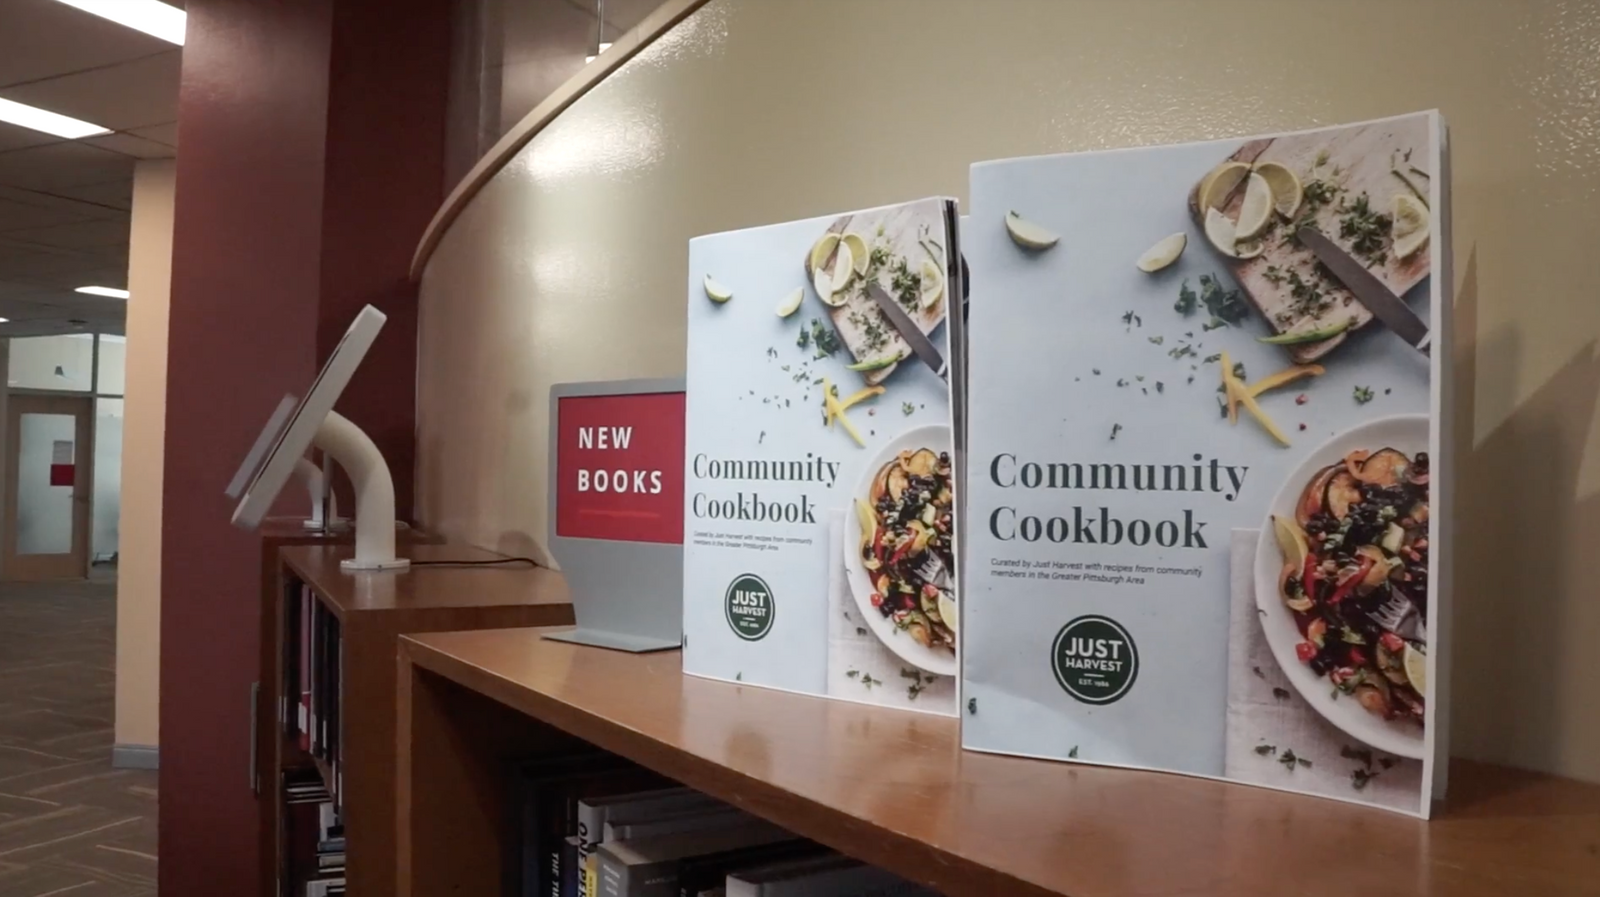 NEW
BOOKS
Community
Cookbook
Curated by Just Harvest with recipes from community
members in the Greater Pittsburgh Area
JUST
HARVEST
EST. 1986
Community
Cookbook
Curated by Just Harvest with recipes from community
members in the Greater Pittsburgh Area
JUST
HARVEST
EST. 1986